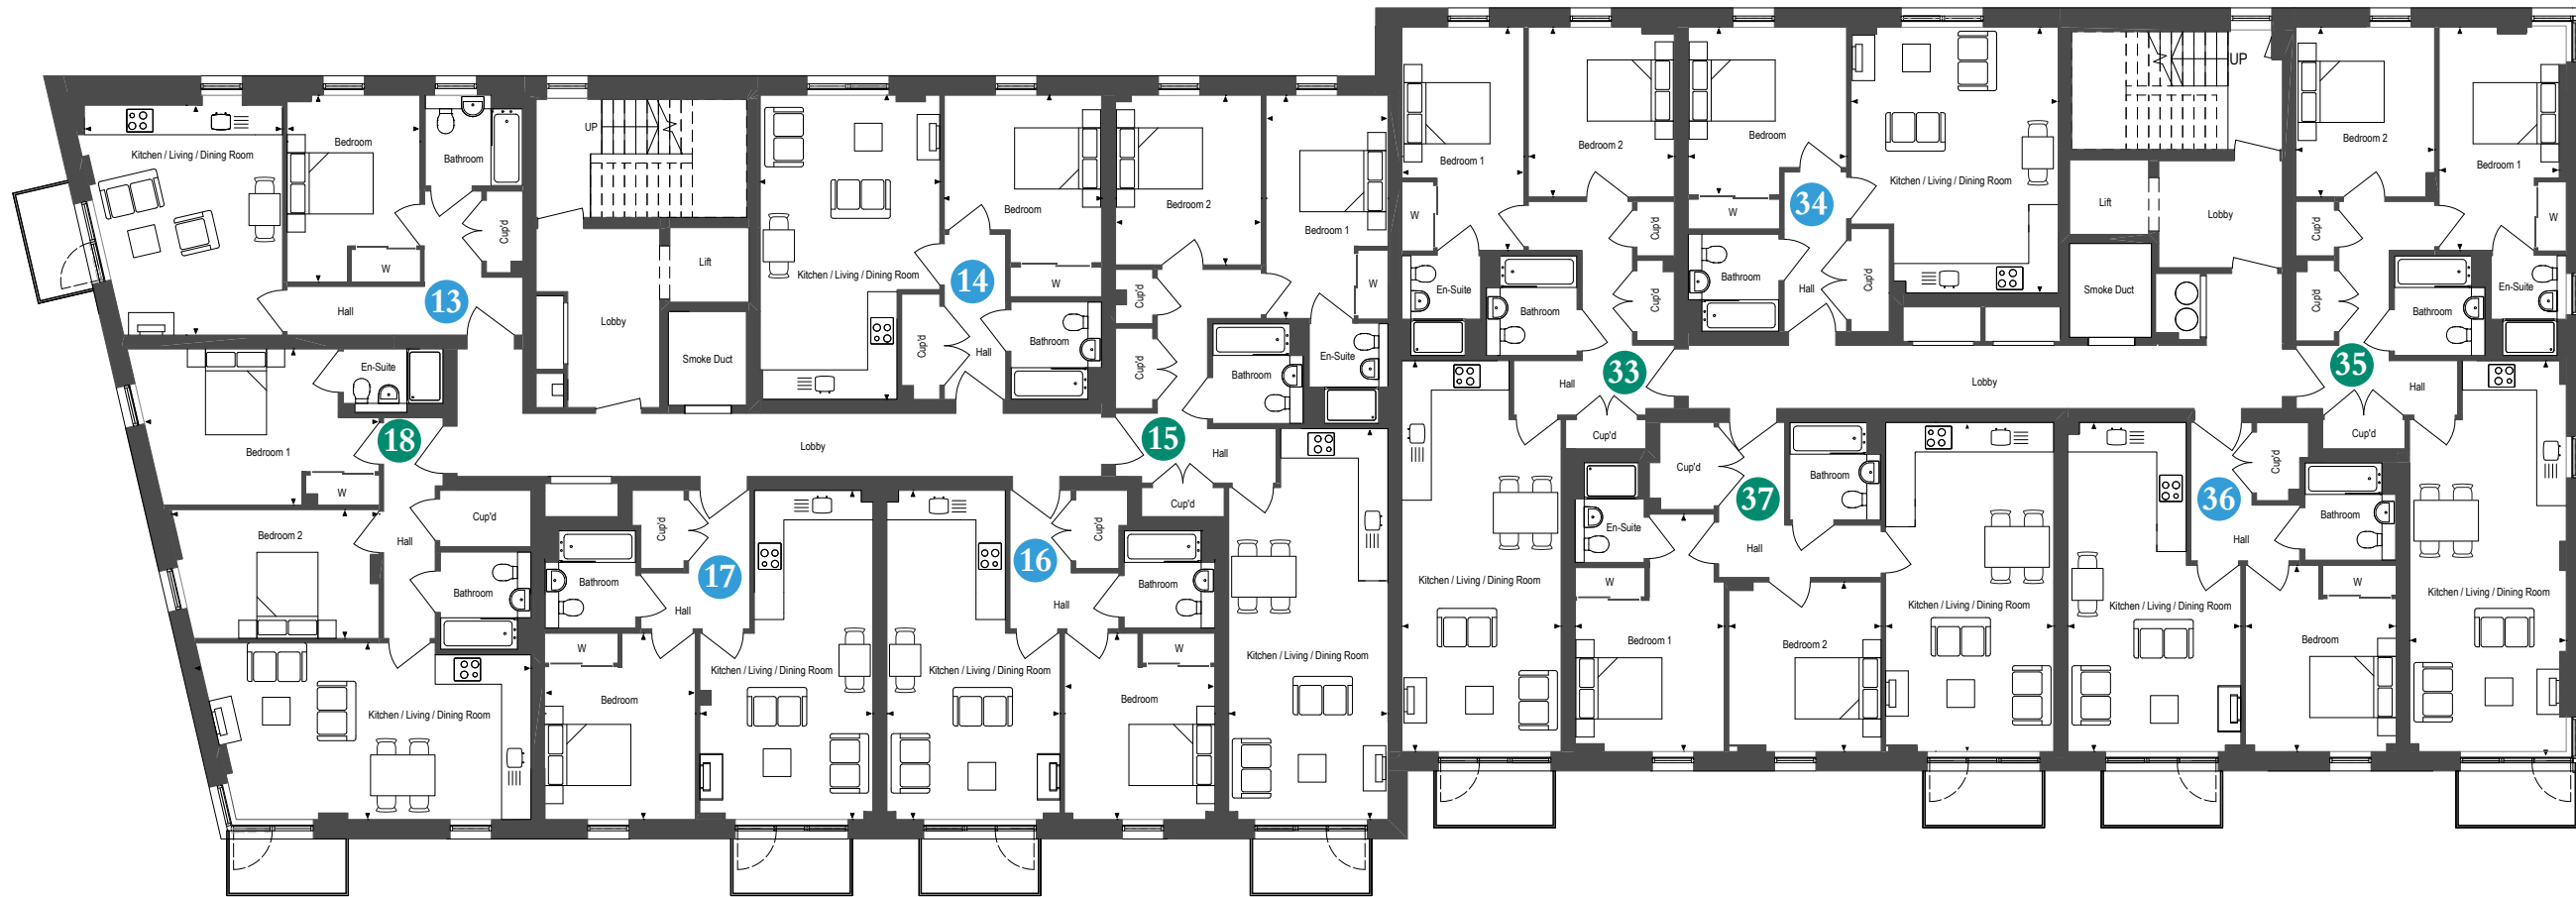 Kitchen / Living / Dining Room
Bedroom
Bathroom
Cup'd
W
Hall
13
UP
Lift
Lobby
Smoke Duct
Kitchen / Living / Dining Room
Bedroom
W
14
Cup'd
Hall
Bathroom
Bedroom 2
Bedroom 1
W
Cup'd
Cup'd
Bathroom
En-Suite
15
Hall
Cup'd
Kitchen / Living / Dining Room
Lobby
En-Suite
18
Bedroom 1
W
Bedroom 2
Cup'd
Hall
Bathroom
Kitchen / Living / Dining Room
Cup'd
17
Bathroom
Hall
W
Bedroom
Kitchen / Living / Dining Room
16
Cup'd
Bathroom
Hall
W
Bedroom
Kitchen / Living / Dining Room
Bedroom 1
Bedroom 2
W
Cup'd
Cup'd
En-Suite
Bathroom
33
Hall
Cup'd
Kitchen / Living / Dining Room
Bedroom
W
34
Kitchen / Living / Dining Room
Bathroom
Hall
Cup'd
UP
Lift
Lobby
Smoke Duct
Lobby
Bedroom 2
Bedroom 1
W
Cup'd
Cup'd
Bathroom
En-Suite
35
Hall
Cup'd
Kitchen / Living / Dining Room
Cup'd
37
Bathroom
En-Suite
Hall
W
Bedroom 1
Bedroom 2
Kitchen / Living / Dining Room
36
Cup'd
Bathroom
Hall
W
Bedroom
Kitchen / Living / Dining Room